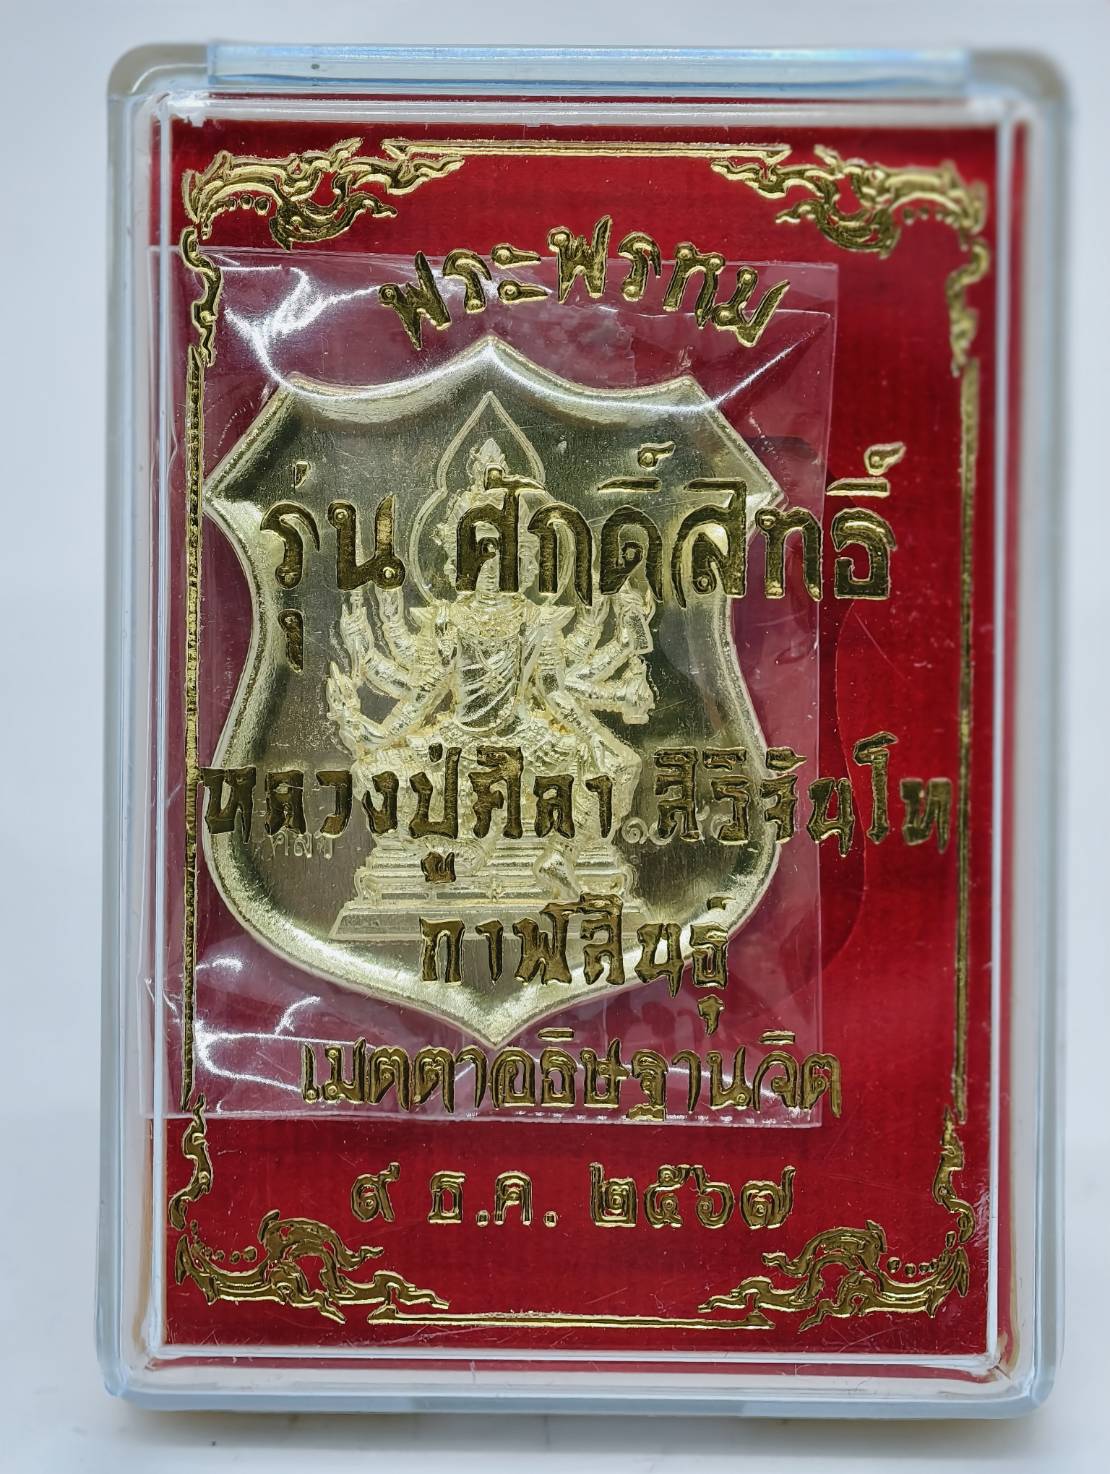 พระพรหม
รุ่น ศักดิ์สิทธิ์
หลวงปู่ศิลา สิริจันโท
กาฬสินธุ์
เมตตาอธิษฐานจิต
๙ ธ.ค. ๒๕๖๗